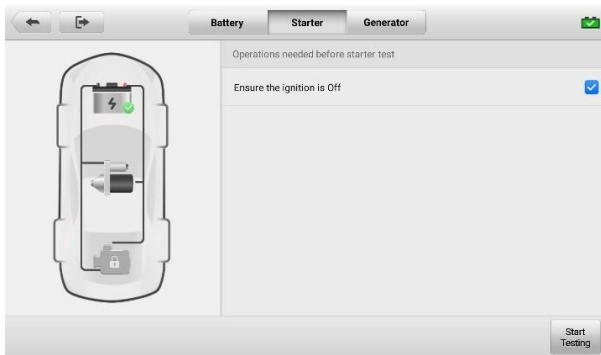 Battery
Starter
Generator
Operations needed before starter test
Ensure the ignition is Off
Start
Testing